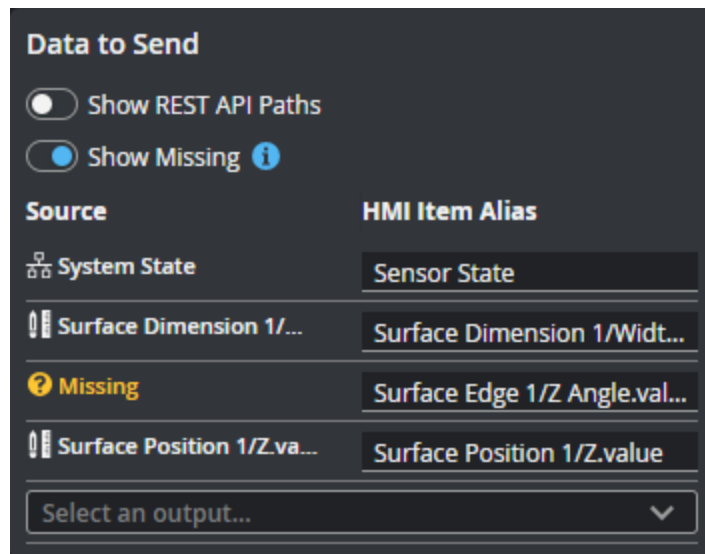 Data to Send
Show REST API Paths
Show Missing
Source HMI Item Alias
System State Sensor State
Surface Dimension 1/... Surface Dimension 1/Widt...
Missing Surface Edge 1/Z Angle.val...
Surface Position 1/Z.va... Surface Position 1/Z.value
Select an output...